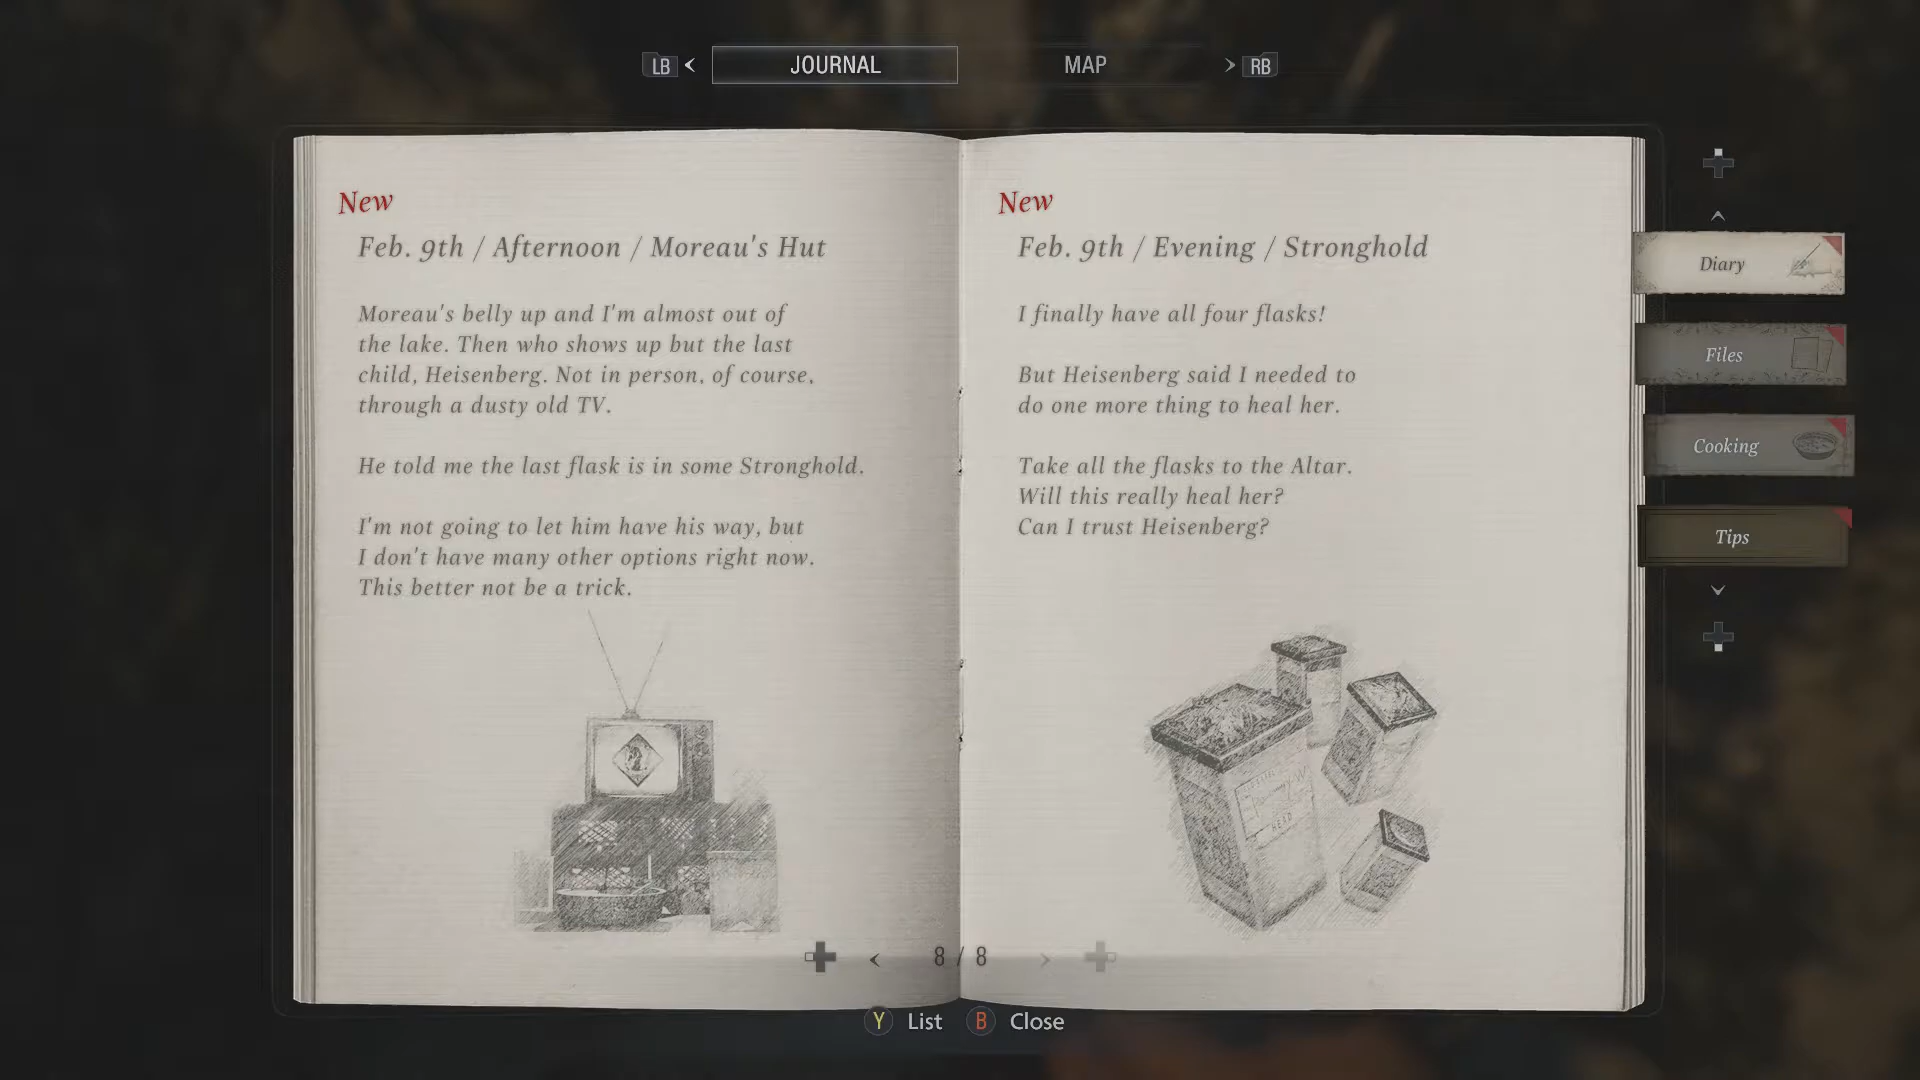 LB
JOURNAL
MAP
RB
New
Feb. 9th / Afternoon / Moreau's Hut
Moreau's belly up and I'm almost out of
the lake. Then who shows up but the last
child, Heisenberg. Not in person, of course,
through a dusty old TV.
He told me the last flask is in some Stronghold.
I'm not going to let him have his way, but
I don't have many other options right now.
This better not be a trick.
New
Feb. 9th / Evening / Stronghold
I finally have all four flasks!
But Heisenberg said I needed to
do one more thing to heal her.
Take all the flasks to the Altar.
Will this really heal her?
Can I trust Heisenberg?
HEAD
Diary
Files
Cooking
Tips
8 / 8
Y List B Close